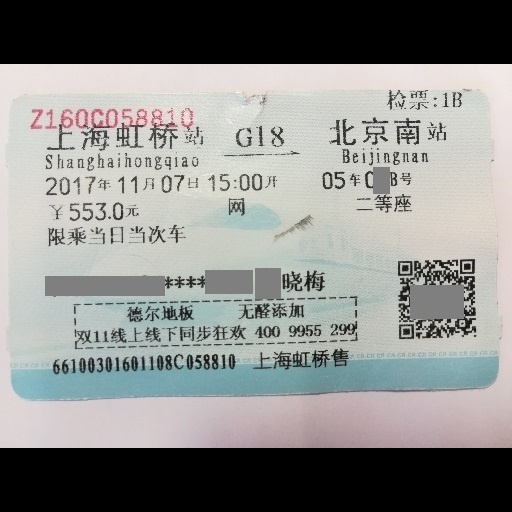 检票:1B
Z160C058810
上海虹桥站 G18 北京南站
Shanghaihongqiao Beijingnan
2017年11月07日15:00开 05车0 8号
￥553.0元 网 二等座
限乘当日当次车
**** 晓梅
德尔地板 无醛添加
双11线上线下同步狂欢 400 9955 299
66100301601108C058810 上海虹桥售